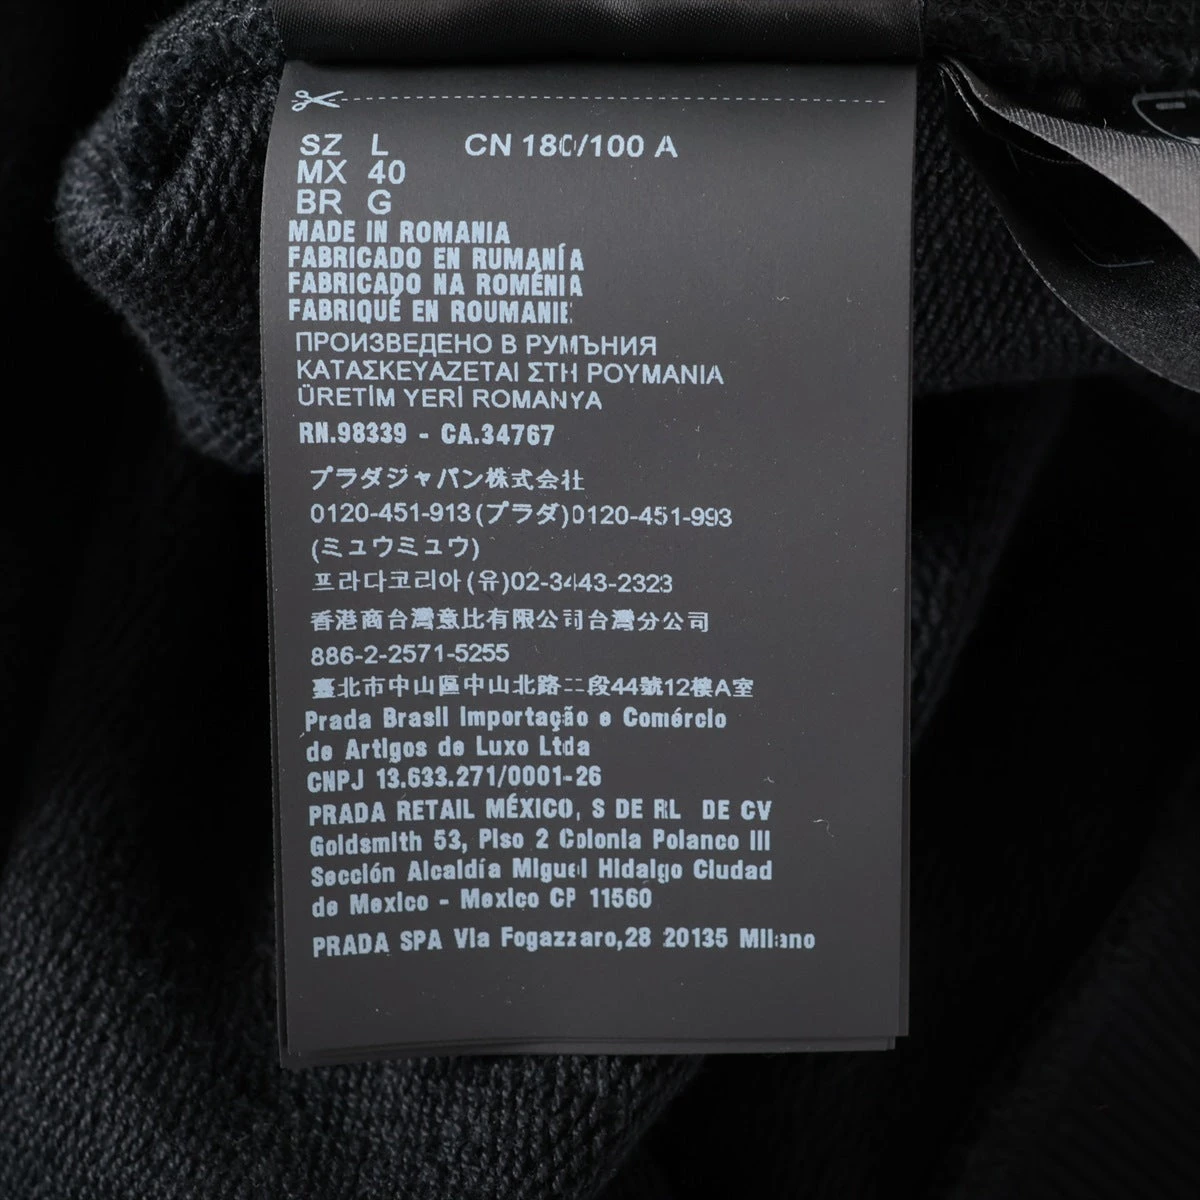 SZ L CN 180/100 A
MX 40
BR G
MADE IN ROMANIA
FABRICADO EN RUMANÍA
FABRICADO NA ROMÉNIA
FABRIQUÉ EN ROUMANIE
ПРОИЗВЕДЕНО В РУМЪНИЯ
ΚΑΤΑΣΚΕΥΑΖΕΤΑΙ ΣΤΗ ΡΟΥΜΑΝΙΑ
ÜRETİM YERİ ROMANYA
RN.98339 - CA.34767
プラダジャパン株式会社
0120-451-913(プラダ)0120-451-993
(ミュウミュウ)
프라다코리아(유)02-3443-2323
香港商台灣意比有限公司台灣分公司
886-2-2571-5255
臺北市中山區中山北路二段44號12樓A室
Prada Brasil Importação e Comércio
de Artigos de Luxo Ltda
CNPJ 13.633.271/0001-26
PRADA RETAIL MÉXICO, S DE RL DE CV
Goldsmith 53, Piso 2 Colonia Polanco III
Sección Alcaldía Miguel Hidalgo Ciudad
de Mexico - Mexico CP 11560
PRADA SPA Via Fogazzaro,28 20135 Milano